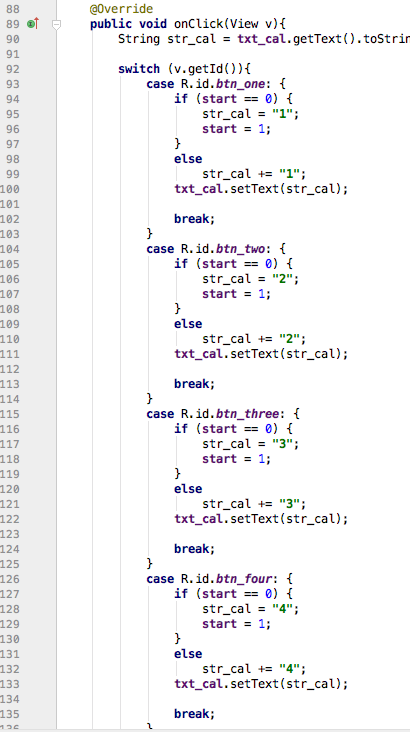 88 @Override
89 public void onClick(View v){
90 String str_cal = txt_cal.getText().toStrin
91
92 switch (v.getId()){
93 case R.id.btn_one: {
94 if (start == 0) {
95 str_cal = "1";
96 start = 1;
97 }
98 else
99 str_cal += "1";
100 txt_cal.setText(str_cal);
101
102 break;
103 }
104 case R.id.btn_two: {
105 if (start == 0) {
106 str_cal = "2";
107 start = 1;
108 }
109 else
110 str_cal += "2";
111 txt_cal.setText(str_cal);
112
113 break;
114 }
115 case R.id.btn_three: {
116 if (start == 0) {
117 str_cal = "3";
118 start = 1;
119 }
120 else
121 str_cal += "3";
122 txt_cal.setText(str_cal);
123
124 break;
125 }
126 case R.id.btn_four: {
127 if (start == 0) {
128 str_cal = "4";
129 start = 1;
130 }
131 else
132 str_cal += "4";
133 txt_cal.setText(str_cal);
134
135 break;
136 }